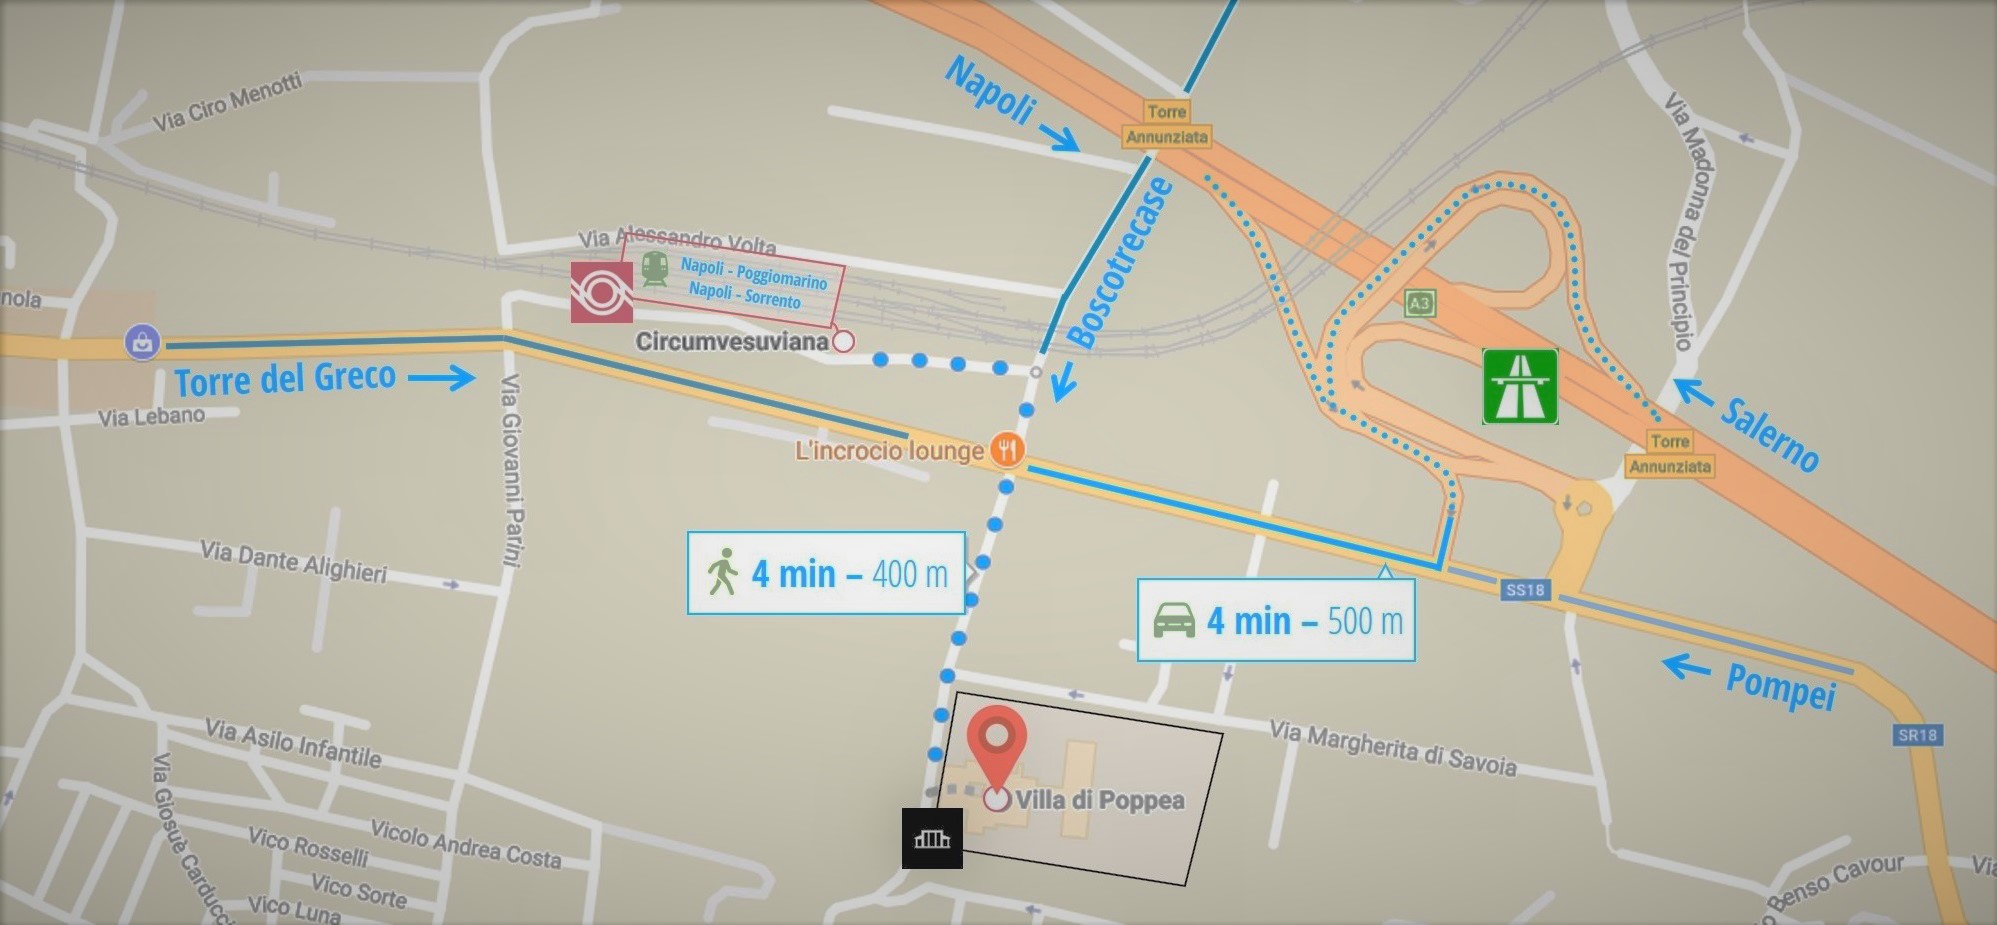 Via Ciro Menotti
Napoli
Torre
Annunziata
Via Madonna del Principio
Boscotrecase
Via Alessandro Volta
Napoli - Poggiomarino
Napoli - Sorrento
Circumvesuviana
A3
nola
Torre del Greco
Via Lebano
Via Giovanni Parini
L'incrocio lounge
Salerno
Torre
Annunziata
Via Dante Alighieri
4 min – 400 m
4 min – 500 m
SS18
Pompei
SR18
Via Margherita di Savoia
Via Asilo Infantile
Via Giosuè Carducci
Villa di Poppea
Vico Rosselli
Vicolo Andrea Costa
Vico Sorte
Vico Luna
o Benso Cavour
Via